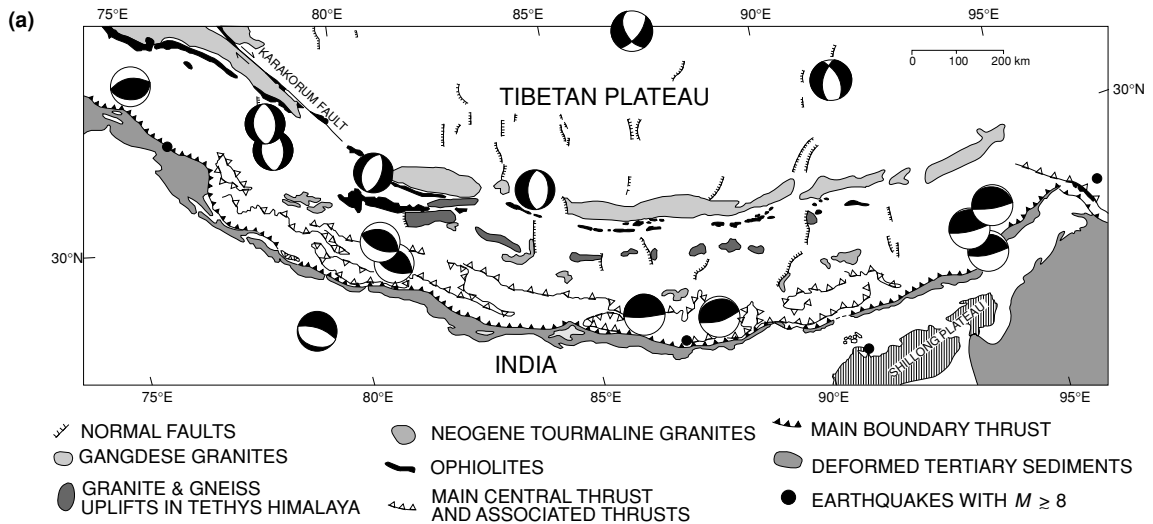 (a)
75°E 80°E 85°E 90°E 95°E
0 100 200 km
KARAKORUM FAULT
TIBETAN PLATEAU
30°N
30°N
INDIA
SHILLONG PLATEAU
75°E 80°E 85°E 90°E 95°E
NORMAL FAULTS
GANGDESE GRANITES
GRANITE & GNEISS
UPLIFTS IN TETHYS HIMALAYA
NEOGENE TOURMALINE GRANITES
OPHIOLITES
MAIN CENTRAL THRUST
AND ASSOCIATED THRUSTS
MAIN BOUNDARY THRUST
DEFORMED TERTIARY SEDIMENTS
EARTHQUAKES WITH M ≳ 8